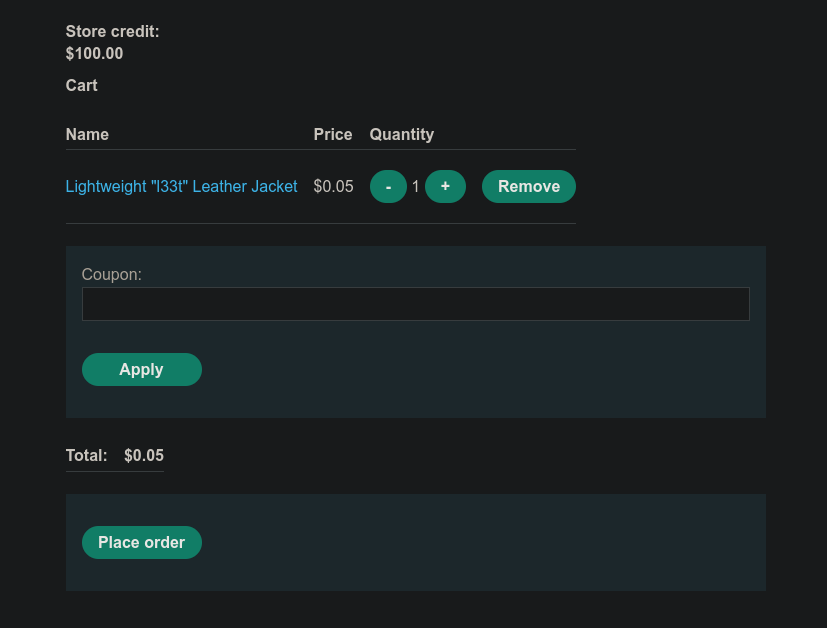 Store credit:
$100.00
Cart
Name Price Quantity
Lightweight "l33t" Leather Jacket $0.05 - 1 + Remove
Coupon:
Apply
Total: $0.05
Place order